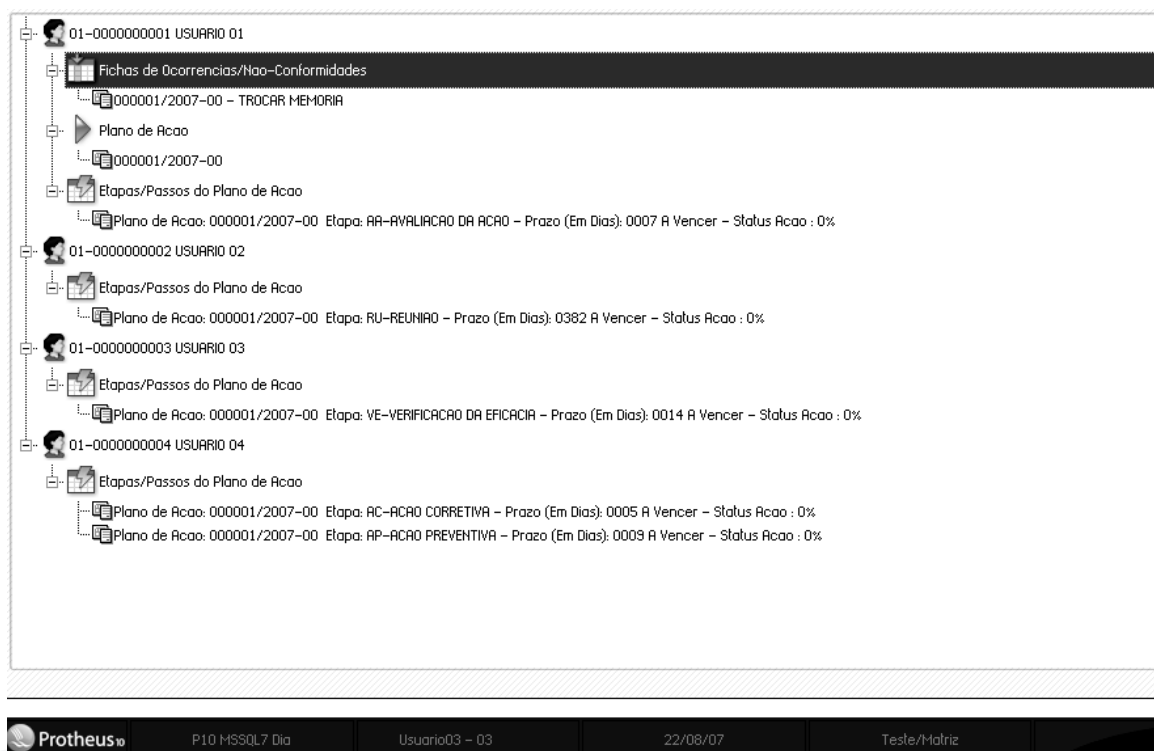 01-0000000001 USUARIO 01
Fichas de Ocorrencias/Nao-Conformidades
000001/2007-00 - TROCAR MEMORIA
Plano de Acao
000001/2007-00
Etapas/Passos do Plano de Acao
Plano de Acao: 000001/2007-00 Etapa: AA-AVALIACAO DA ACAO - Prazo (Em Dias): 0007 A Vencer - Status Acao : 0%
01-0000000002 USUARIO 02
Etapas/Passos do Plano de Acao
Plano de Acao: 000001/2007-00 Etapa: RU-REUNIAO - Prazo (Em Dias): 0382 A Vencer - Status Acao : 0%
01-0000000003 USUARIO 03
Etapas/Passos do Plano de Acao
Plano de Acao: 000001/2007-00 Etapa: VE-VERIFICACAO DA EFICACIA - Prazo (Em Dias): 0014 A Vencer - Status Acao : 0%
01-0000000004 USUARIO 04
Etapas/Passos do Plano de Acao
Plano de Acao: 000001/2007-00 Etapa: AC-ACAO CORRETIVA - Prazo (Em Dias): 0005 A Vencer - Status Acao : 0%
Plano de Acao: 000001/2007-00 Etapa: AP-ACAO PREVENTIVA - Prazo (Em Dias): 0009 A Vencer - Status Acao : 0%
Protheus10 P10 MSSQL7 Dia Usuario03 - 03 22/08/07 Teste/Matriz